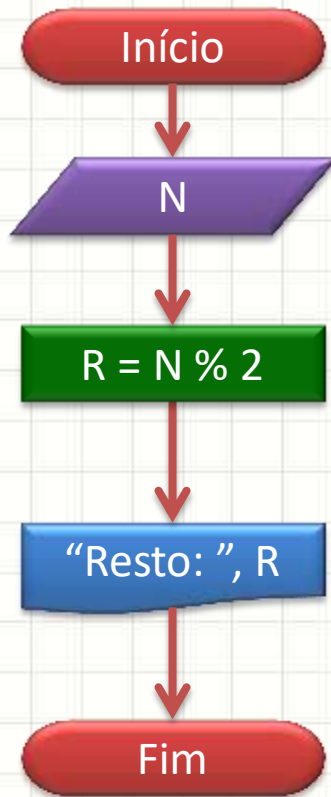 Início
N
R = N % 2
“Resto: ”, R
Fim